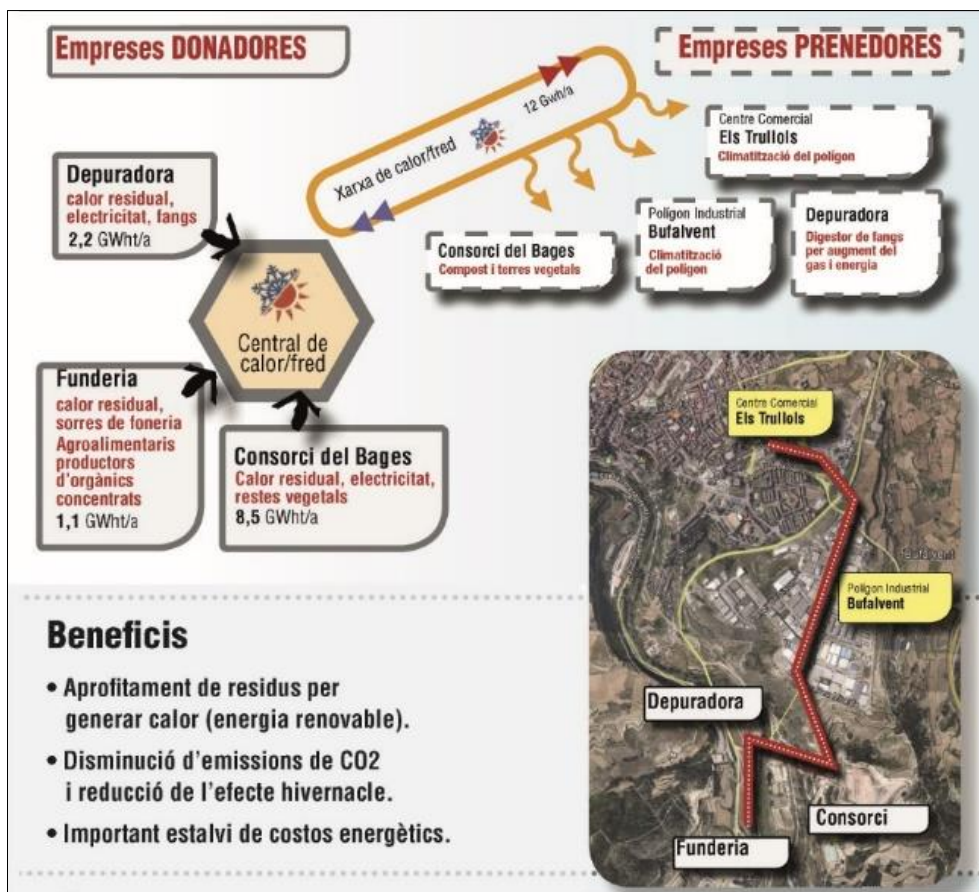 Empreses DONADORES
Empreses PRENEDORES
Xarxa de calor/fred
12 Gwh/a
Centre Comercial
Els Trullols
Climatització del polígon
Depuradora
calor residual,
electricitat, fangs
2,2 GWht/a
Polígon Industrial
Bufalvent
Climatització
del polígon
Depuradora
Digestor de fangs
per augment del
gas i energia
Consorci del Bages
Compost i terres vegetals
Central de
calor/fred
Funderia
calor residual,
sorres de foneria
Agroalimentaris
productors
d'orgànics
concentrats
1,1 GWht/a
Consorci del Bages
Calor residual, electricitat,
restes vegetals
8,5 GWht/a
Centre Comercial
Els Trullols
Bufalvent
Polígon Industrial
Bufalvent
Depuradora
Consorci
Funderia
Beneficis
• Aprofitament de residus per
generar calor (energia renovable).
• Disminució d'emissions de CO2
i reducció de l'efecte hivernacle.
• Important estalvi de costos energètics.